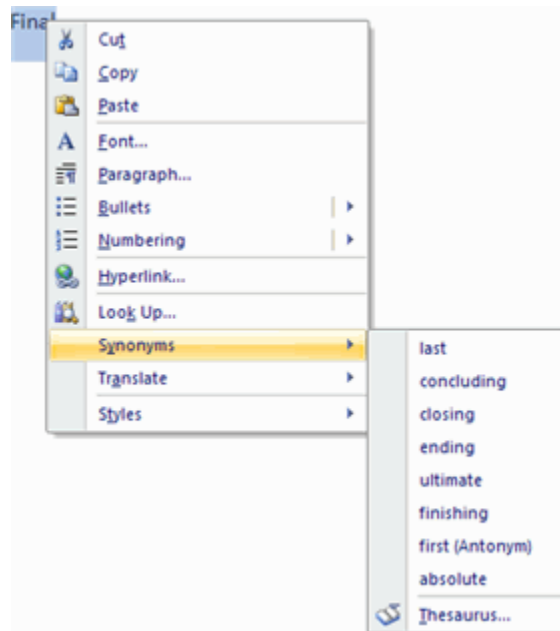 Final
Cut
Copy
Paste
Font...
Paragraph...
Bullets
Numbering
Hyperlink...
Look Up...
Synonyms
Translate
Styles
last
concluding
closing
ending
ultimate
finishing
first (Antonym)
absolute
Thesaurus...